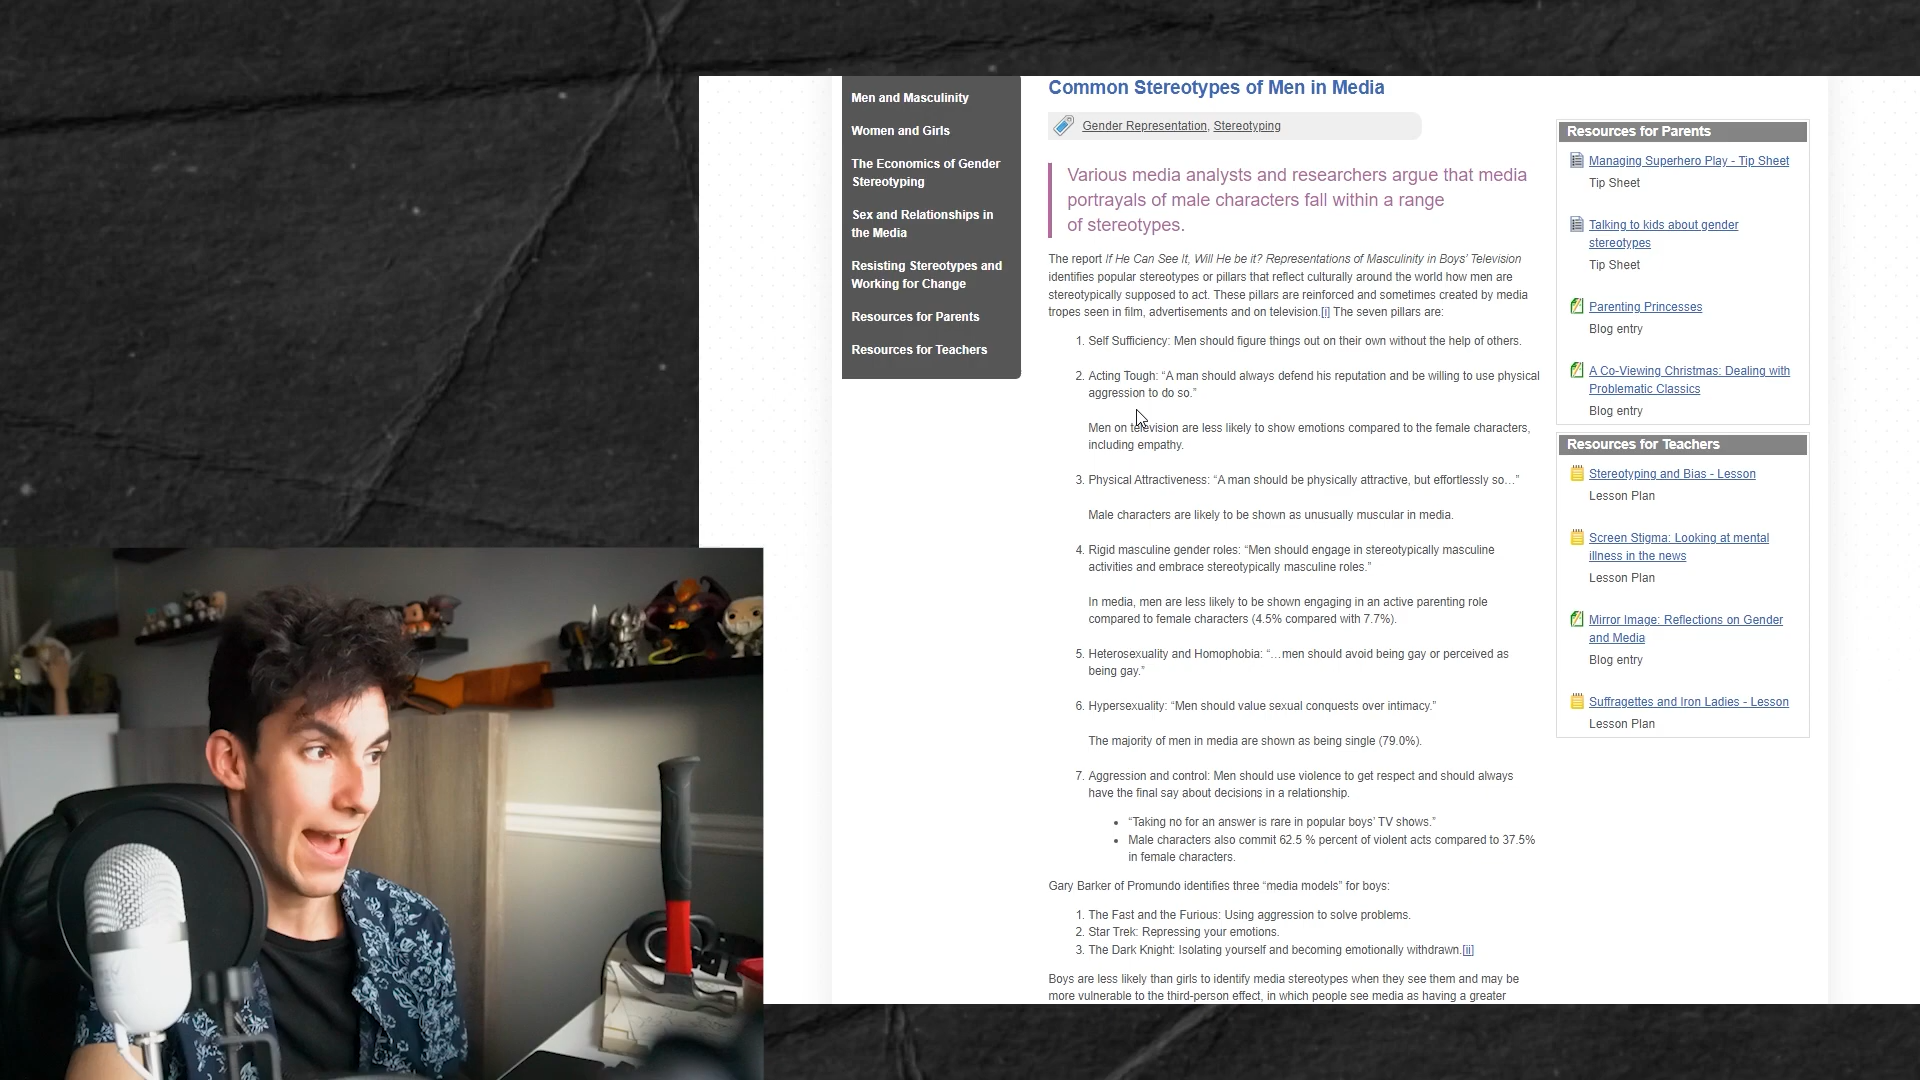 Men and Masculinity
Women and Girls
The Economics of Gender
Stereotyping
Sex and Relationships in
the Media
Resisting Stereotypes and
Working for Change
Resources for Parents
Resources for Teachers
Common Stereotypes of Men in Media
Gender Representation, Stereotyping
Various media analysts and researchers argue that media
portrayals of male characters fall within a range
of stereotypes.
The report If He Can See It, Will He be it? Representations of Masculinity in Boys’ Television
identifies popular stereotypes or pillars that reflect culturally around the world how men are
stereotypically supposed to act. These pillars are reinforced and sometimes created by media
tropes seen in film, advertisements and on television.[i] The seven pillars are:
1. Self Sufficiency: Men should figure things out on their own without the help of others.
2. Acting Tough: “A man should always defend his reputation and be willing to use physical
aggression to do so.”
Men on television are less likely to show emotions compared to the female characters,
including empathy.
3. Physical Attractiveness: “A man should be physically attractive, but effortlessly so…”
Male characters are likely to be shown as unusually muscular in media.
4. Rigid masculine gender roles: “Men should engage in stereotypically masculine
activities and embrace stereotypically masculine roles.”
In media, men are less likely to be shown engaging in an active parenting role
compared to female characters (4.5% compared with 7.7%).
5. Heterosexuality and Homophobia: “…men should avoid being gay or perceived as
being gay.”
6. Hypersexuality: “Men should value sexual conquests over intimacy.”
The majority of men in media are shown as being single (79.0%).
7. Aggression and control: Men should use violence to get respect and should always
have the final say about decisions in a relationship.
• “Taking no for an answer is rare in popular boys’ TV shows.”
• Male characters also commit 62.5 % percent of violent acts compared to 37.5%
in female characters.
Gary Barker of Promundo identifies three “media models” for boys:
1. The Fast and the Furious: Using aggression to solve problems.
2. Star Trek: Repressing your emotions.
3. The Dark Knight: Isolating yourself and becoming emotionally withdrawn.[ii]
Boys are less likely than girls to identify media stereotypes when they see them and may be
more vulnerable to the third-person effect, in which people see media as having a greater
Resources for Parents
Managing Superhero Play - Tip Sheet
Tip Sheet
Talking to kids about gender
stereotypes
Tip Sheet
Parenting Princesses
Blog entry
A Co-Viewing Christmas: Dealing with
Problematic Classics
Blog entry
Resources for Teachers
Stereotyping and Bias - Lesson
Lesson Plan
Screen Stigma: Looking at mental
illness in the news
Lesson Plan
Mirror Image: Reflections on Gender
and Media
Blog entry
Suffragettes and Iron Ladies - Lesson
Lesson Plan